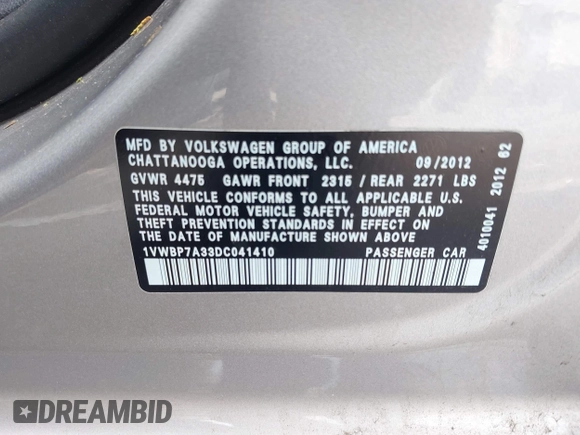 MFD BY VOLKSWAGEN GROUP OF AMERICA
CHATTANOOGA OPERATIONS, LLC. 09/2012
GVWR 4475 GAWR FRONT 2315 / REAR 2271 LBS
THIS VEHICLE CONFORMS TO ALL APPLICABLE U.S.
FEDERAL MOTOR VEHICLE SAFETY, BUMPER AND
THEFT PREVENTION STANDARDS IN EFFECT ON
THE DATE OF MANUFACTURE SHOWN ABOVE
1VWBP7A33DC041410 PASSENGER CAR
4010041 2012 62
DREAMBID